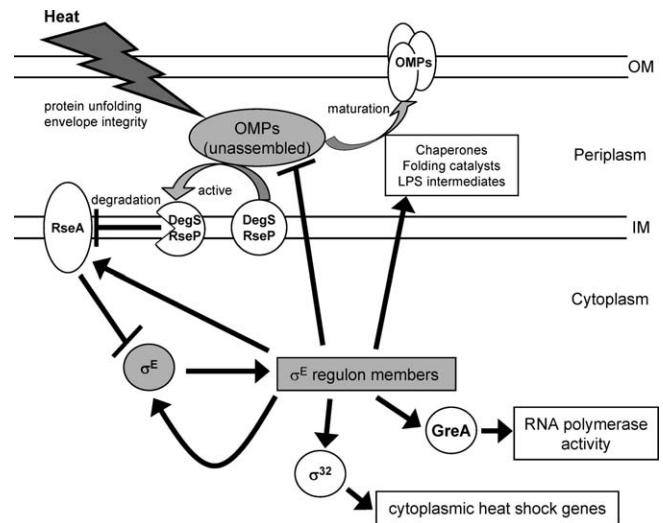 Heat
OMPs
OM
protein unfolding
envelope integrity
maturation
OMPs
(unassembled)
Chaperones
Folding catalysts
LPS intermediates
Periplasm
degradation
active
RseA
DegS
RseP
DegS
RseP
IM
Cytoplasm
σE
σE regulon members
GreA
RNA polymerase
activity
σ32
cytoplasmic heat shock genes